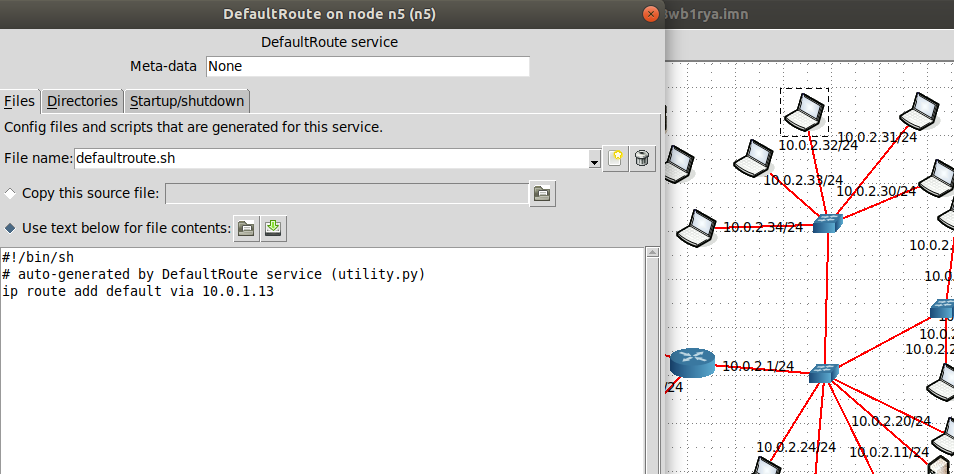 DefaultRoute on node n5 (n5)
wb1rya.imn
DefaultRoute service
Meta-data None
Files Directories Startup/shutdown
Config files and scripts that are generated for this service.
File name: defaultroute.sh
Copy this source file:
Use text below for file contents:
#!/bin/sh
# auto-generated by DefaultRoute service (utility.py)
ip route add default via 10.0.1.13
10.0.2.31/24
10.0.2.32/24
10.0.2.33/24
10.0.2.30/24
10.0.2.34/24
10.0.2.
10.0.
10.
10.0.
10.0.2.2
10.0.2.1/24
/24
10.0.2.20/24
10.0.2.24/24
10.0.2.11/24